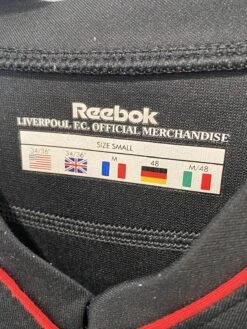 Reebok
LIVERPOOL F.C. OFFICIAL MERCHANDISE
SIZE SMALL
34/36" 34/36" M 48 M/48